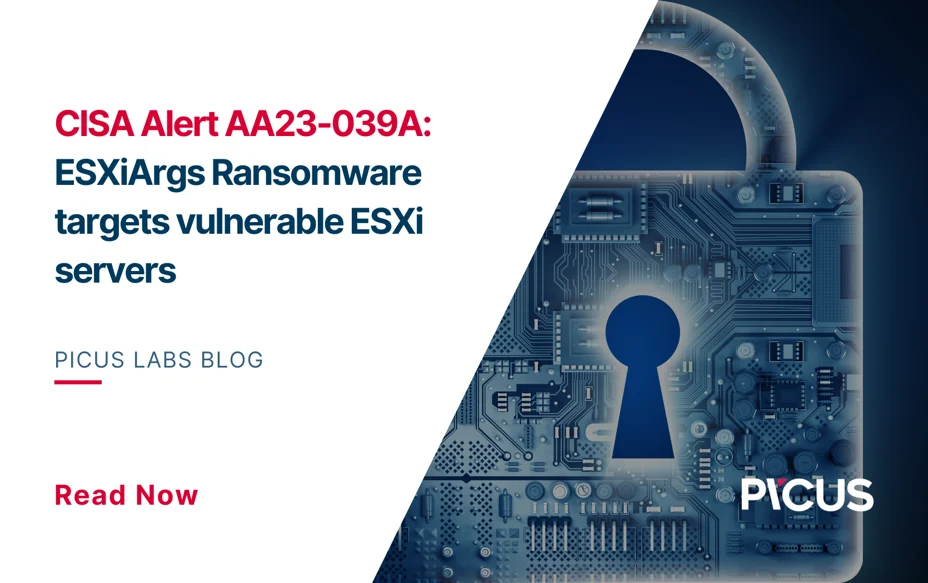 CISA Alert AA23-039A:
ESXiArgs Ransomware
targets vulnerable ESXi
servers
PICUS LABS BLOG
Read Now
PICUS